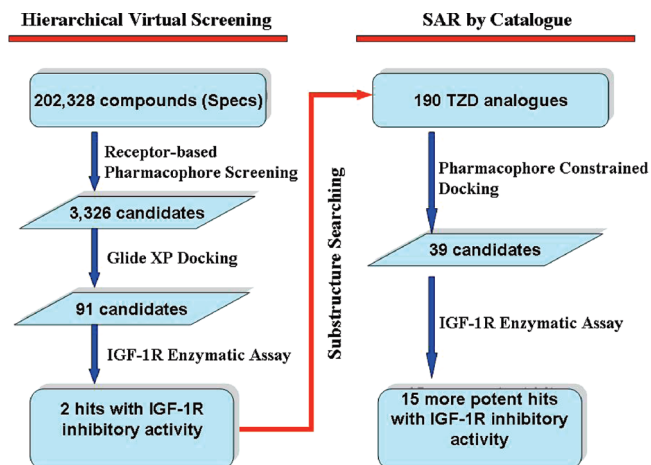 Hierarchical Virtual Screening
202,328 compounds (Specs)
Receptor-based
Pharmacophore Screening
3,326 candidates
Glide XP Docking
91 candidates
IGF-1R Enzymatic Assay
2 hits with IGF-1R
inhibitory activity
Substructure Searching
SAR by Catalogue
190 TZD analogues
Pharmacophore Constrained
Docking
39 candidates
IGF-1R Enzymatic Assay
15 more potent hits
with IGF-1R inhibitory
activity